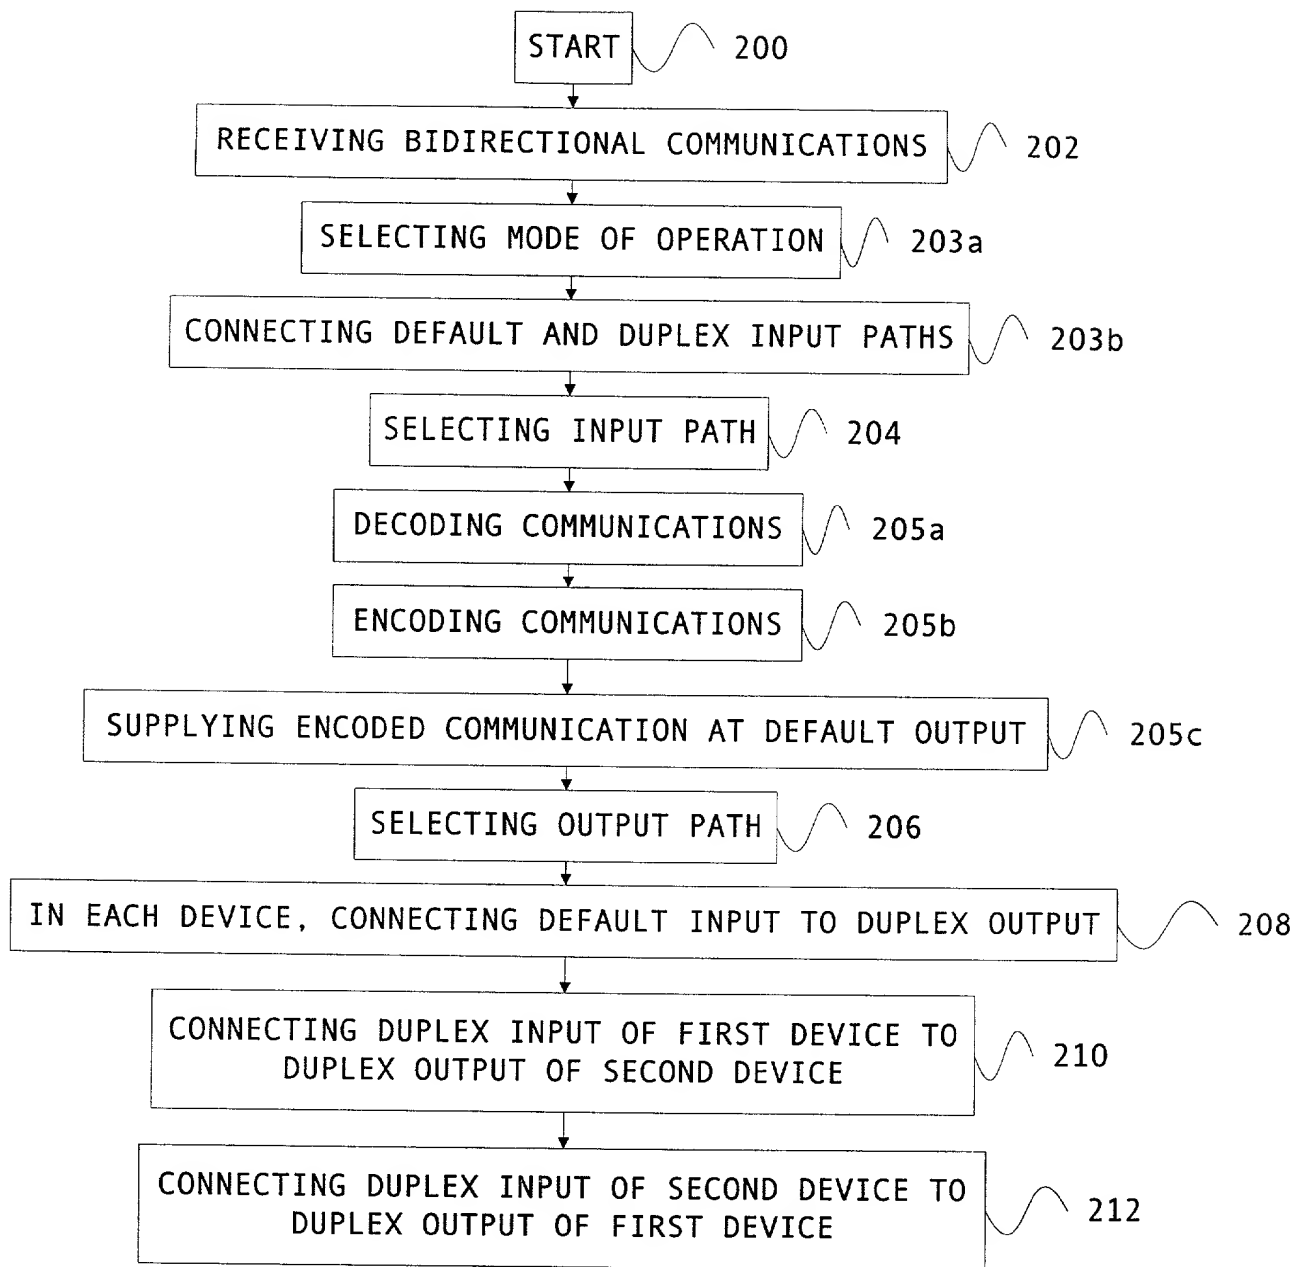 START 200
RECEIVING BIDIRECTIONAL COMMUNICATIONS 202
SELECTING MODE OF OPERATION 203a
CONNECTING DEFAULT AND DUPLEX INPUT PATHS 203b
SELECTING INPUT PATH 204
DECODING COMMUNICATIONS 205a
ENCODING COMMUNICATIONS 205b
SUPPLYING ENCODED COMMUNICATION AT DEFAULT OUTPUT 205c
SELECTING OUTPUT PATH 206
IN EACH DEVICE, CONNECTING DEFAULT INPUT TO DUPLEX OUTPUT 208
CONNECTING DUPLEX INPUT OF FIRST DEVICE TO
DUPLEX OUTPUT OF SECOND DEVICE 210
CONNECTING DUPLEX INPUT OF SECOND DEVICE TO
DUPLEX OUTPUT OF FIRST DEVICE 212